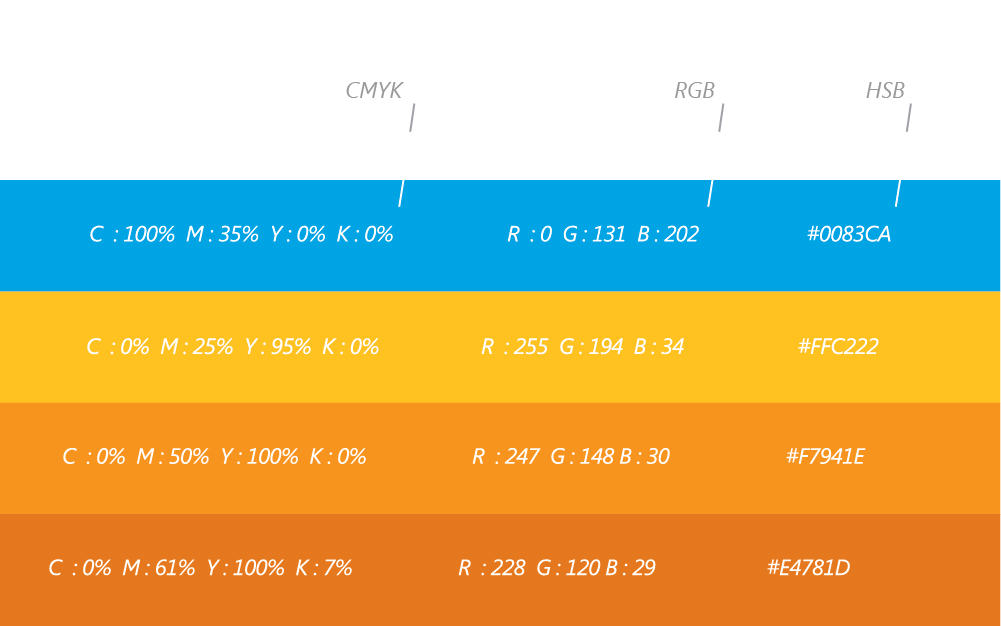 CMYK RGB HSB
C : 100% M : 35% Y : 0% K : 0% R : 0 G : 131 B : 202 #0083CA
C : 0% M : 25% Y : 95% K : 0% R : 255 G : 194 B : 34 #FFC222
C : 0% M : 50% Y : 100% K : 0% R : 247 G : 148 B : 30 #F7941E
C : 0% M : 61% Y : 100% K : 7% R : 228 G : 120 B : 29 #E4781D